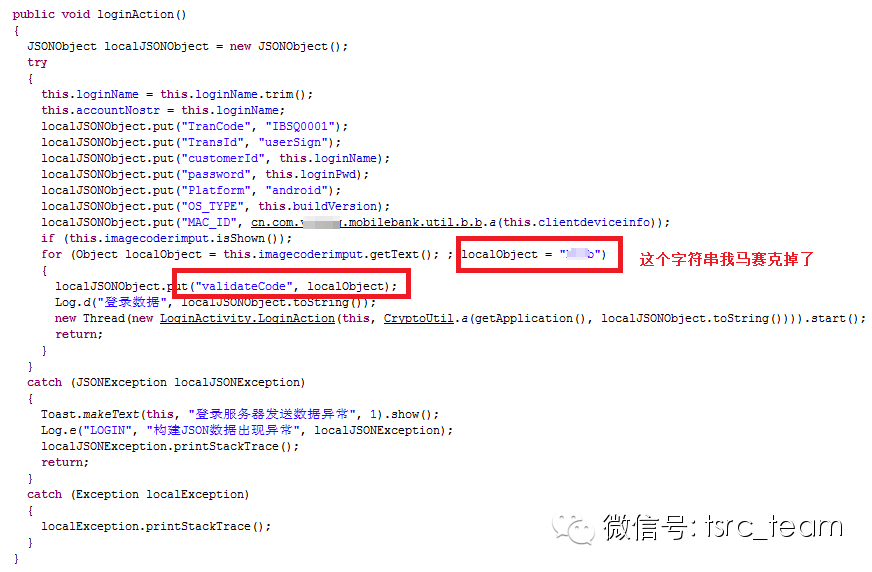 public void loginAction()
{
JSONObject localJSONObject = new JSONObject();
try
{
this.loginName = this.loginName.trim();
this.accountNostr = this.loginName;
localJSONObject.put("TranCode", "IBSQ0001");
localJSONObject.put("TransId", "userSign");
localJSONObject.put("customerId", this.loginName);
localJSONObject.put("password", this.loginPwd);
localJSONObject.put("Platform", "android");
localJSONObject.put("OS_TYPE", this.buildVersion);
localJSONObject.put("MAC_ID", cn.com. .mobilebank.util.b.b.a(this.clientdeviceinfo));
if (this.imagecoderimput.isShown());
for (Object localObject = this.imagecoderimput.getText(); ; localObject = " b") 这个字符串我马赛克掉了
{
localJSONObject.put("validateCode", localObject);
Log.d("登录数据", localJSONObject.toString());
new Thread(new LoginActivity.LoginAction(this, CryptoUtil.a(getApplication(), localJSONObject.toString()))).start();
return;
}
}
catch (JSONException localJSONException)
{
Toast.makeText(this, "登录服务器发送数据异常", 1).show();
Log.e("LOGIN", "构建JSON数据出现异常", localJSONException);
localJSONException.printStackTrace();
return;
}
catch (Exception localException)
{
localException.printStackTrace();
}
}
微信号: tsrc_team